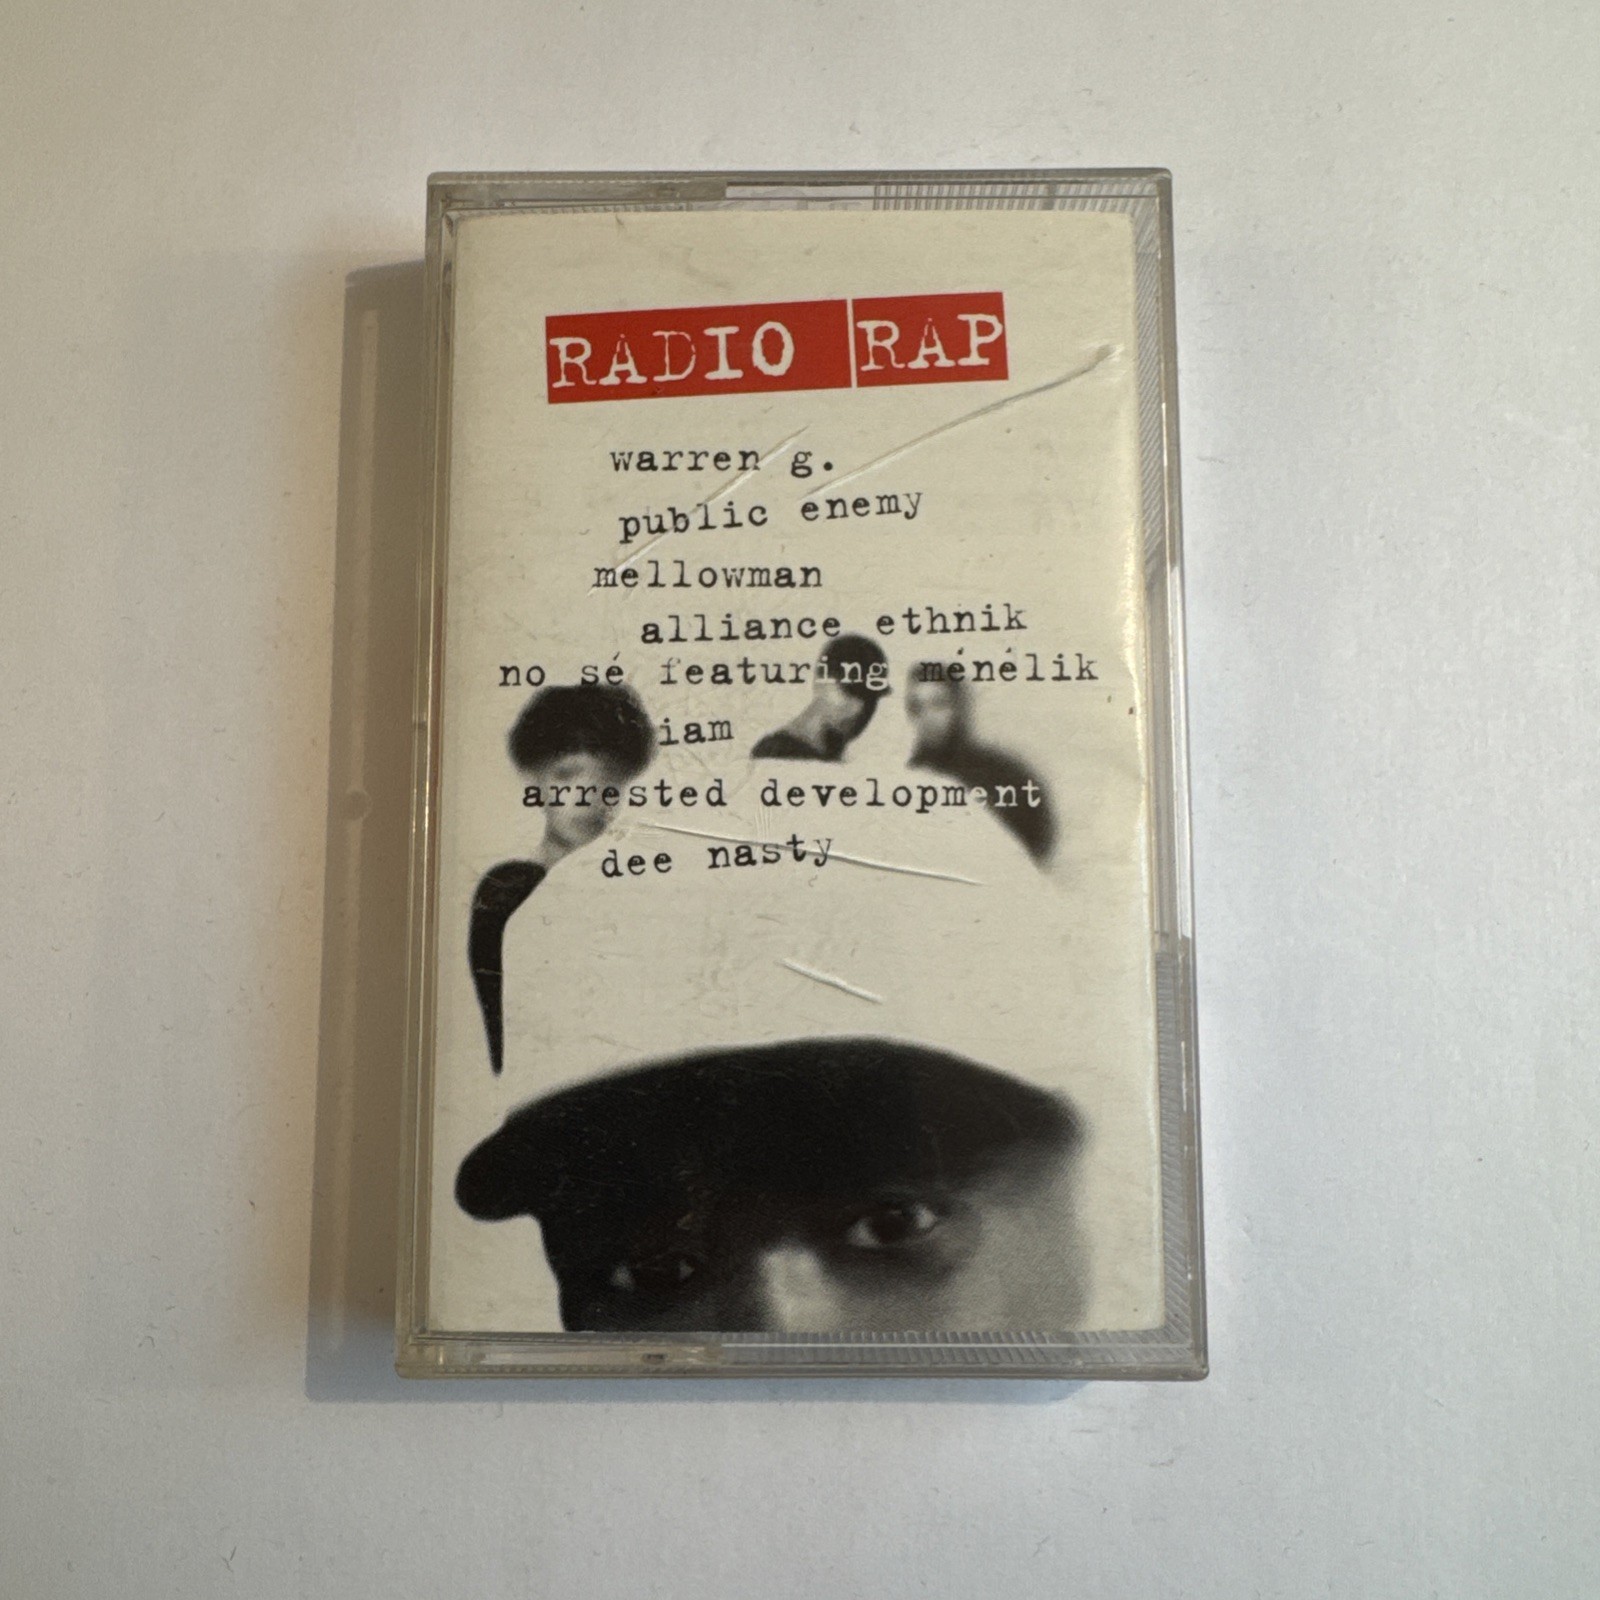 RADIO RAP
warren g.
public enemy
mellowman
alliance ethnik
no sé featuring ménélik
iam
arrested development
dee nasty